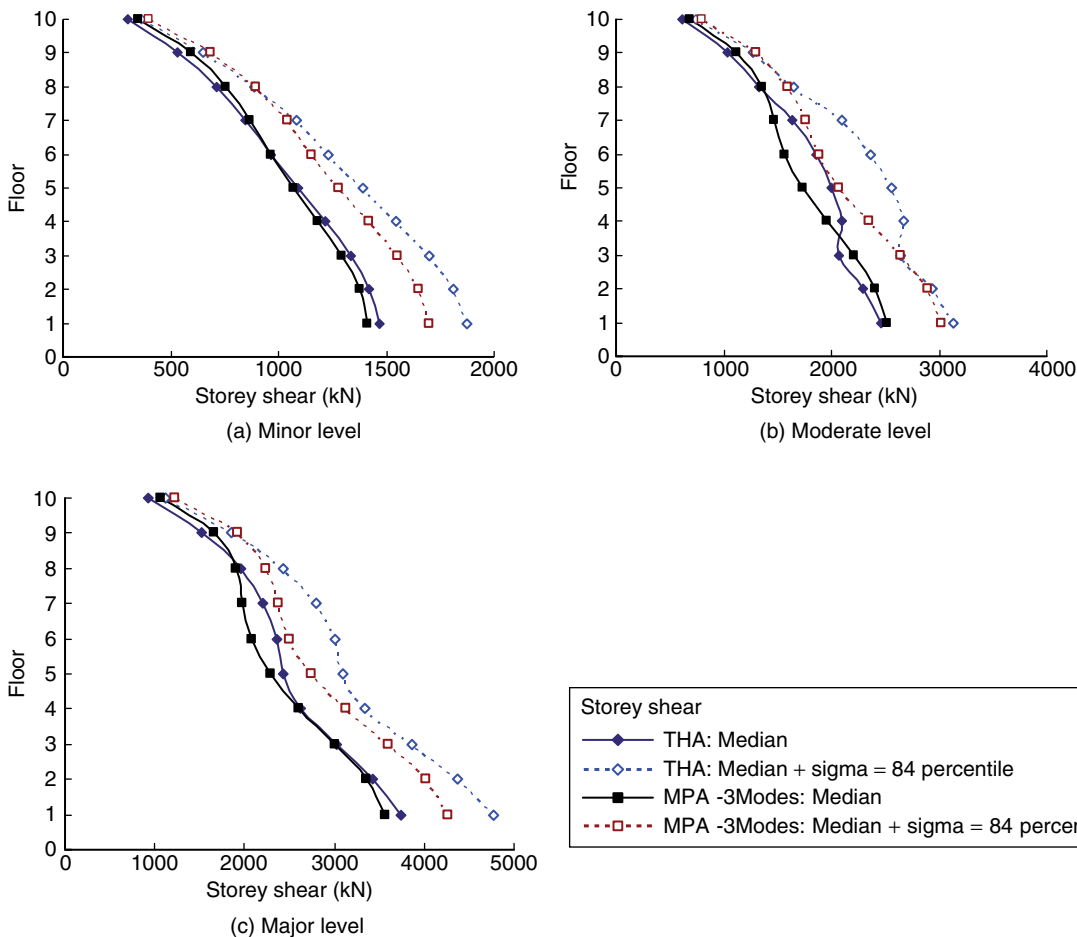 10
9
8
7
6
5
4
3
2
1
0
Floor
0 500 1000 1500 2000
Storey shear (kN)
(a) Minor level
10
9
8
7
6
5
4
3
2
1
0
Floor
0 1000 2000 3000 4000
Storey shear (kN)
(b) Moderate level
10
9
8
7
6
5
4
3
2
1
0
Floor
0 1000 2000 3000 4000 5000
Storey shear (kN)
(c) Major level
Storey shear
THA: Median
THA: Median + sigma = 84 percentile
MPA -3Modes: Median
MPA -3Modes: Median + sigma = 84 percen